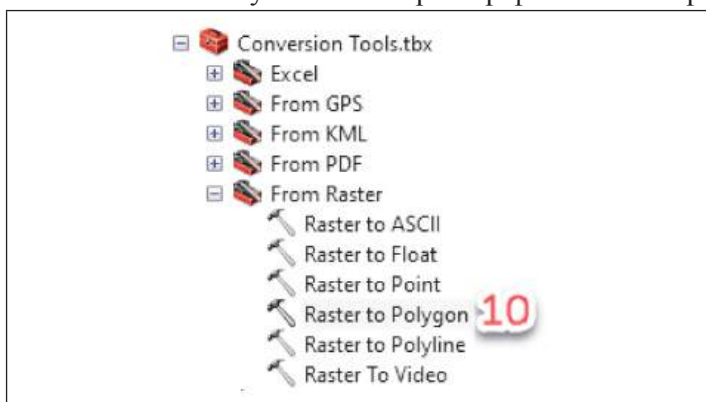 Conversion Tools.tbx
Excel
From GPS
From KML
From PDF
From Raster
Raster to ASCII
Raster to Float
Raster to Point
Raster to Polygon 10
Raster to Polyline
Raster To Video